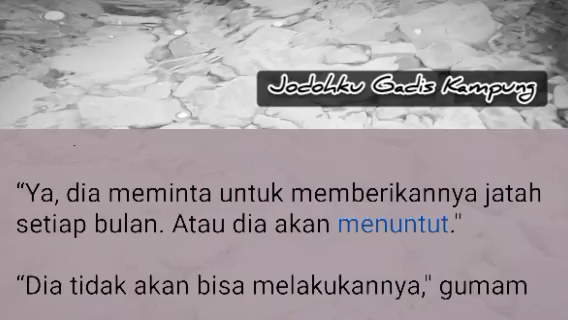 Jodohku Gadis Kampung
“Ya, dia meminta untuk memberikannya jatah
setiap bulan. Atau dia akan menuntut."
“Dia tidak akan bisa melakukannya," gumam